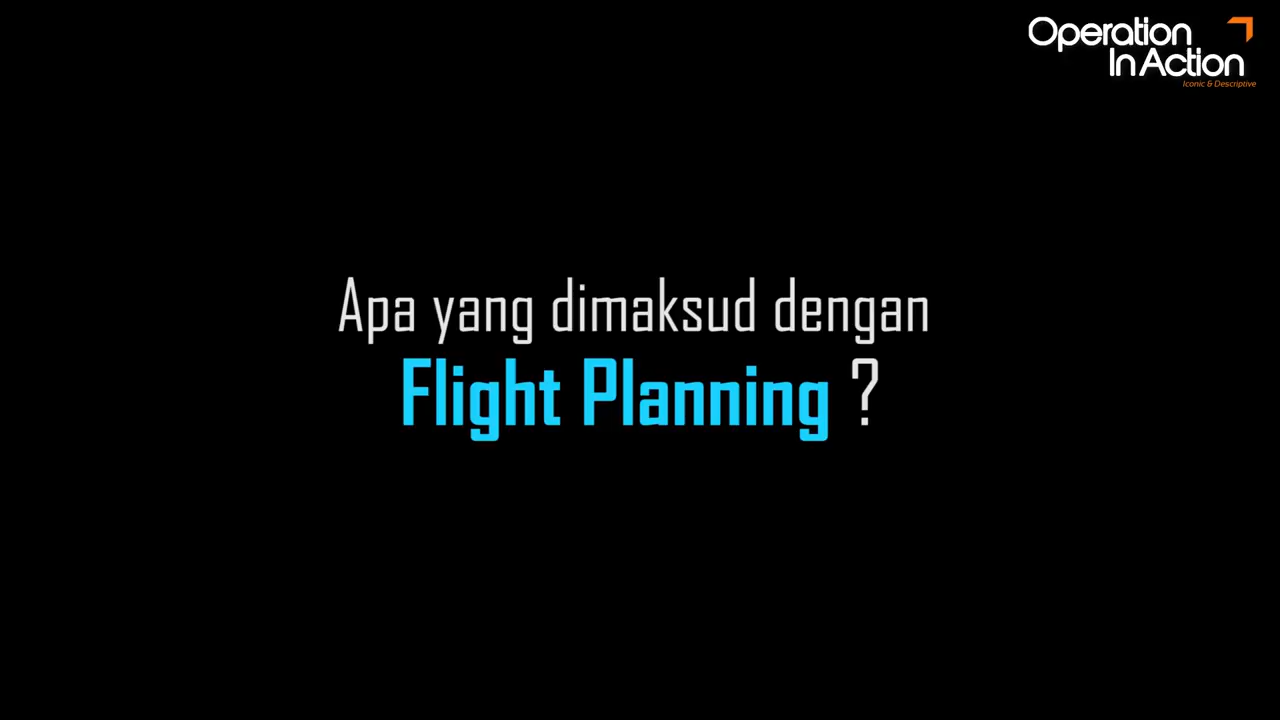 Operation
In Action
Iconic & Descriptive
Apa yang dimaksud dengan
Flight Planning ?